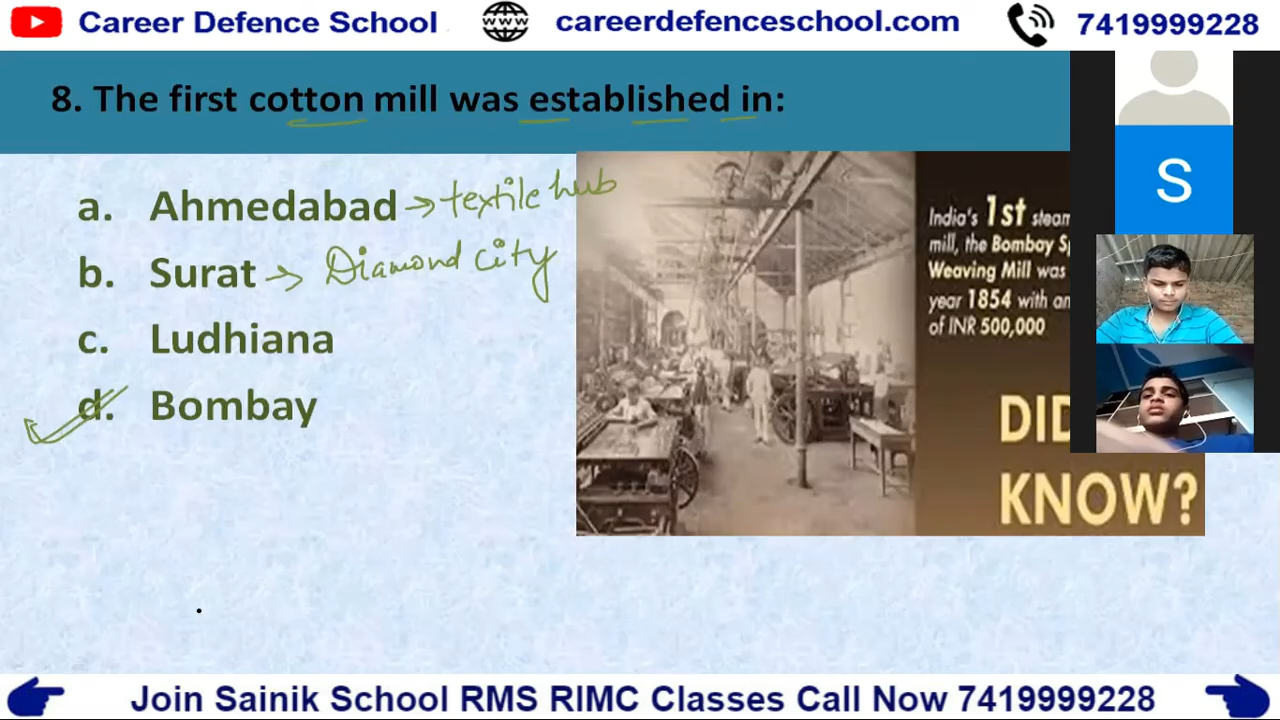 Career Defence School
www
careerdefenceschool.com
7419999228
8. The first cotton mill was established in:
a. Ahmedabad → textile hub
b. Surat → Diamond city
c. Ludhiana
d. Bombay
India's 1st steam
mill, the Bombay Sp
Weaving Mill was
year 1854 with an
of INR 500,000
DID
KNOW?
S
Join Sainik School RMS RIMC Classes Call Now 7419999228